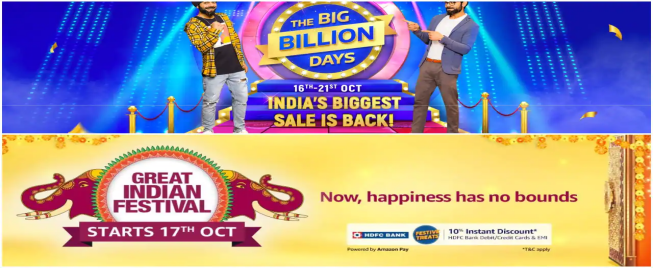 THE BIG
BILLION
DAYS
16TH-21ST OCT
INDIA'S BIGGEST
SALE IS BACK!
GREAT
INDIAN
FESTIVAL
STARTS 17TH OCT
Now, happiness has no bounds
HDFC BANK
FESTIVE
TREATS
10% Instant Discount*
HDFC Bank Debit/Credit Cards & EMI
Powered by Amazon Pay
*T&C apply